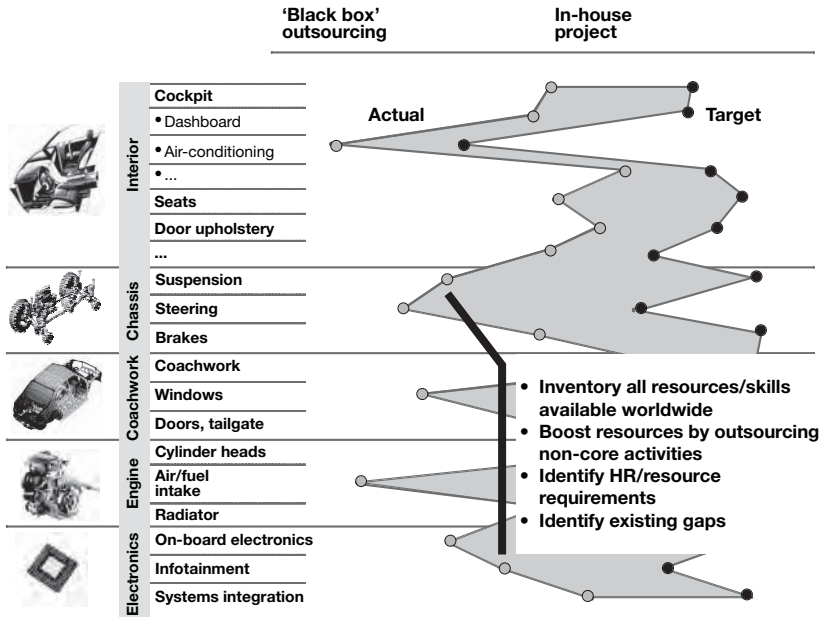 ‘Black box’
outsourcing
In-house
project
Actual
Target
Interior
Cockpit
• Dashboard
• Air-conditioning
• ...
Seats
Door upholstery
...
Chassis
Suspension
Steering
Brakes
Coachwork
Coachwork
Windows
Doors, tailgate
Engine
Cylinder heads
Air/fuel
intake
Radiator
Electronics
On-board electronics
Infotainment
Systems integration
• Inventory all resources/skills
available worldwide
• Boost resources by outsourcing
non-core activities
• Identify HR/resource
requirements
• Identify existing gaps